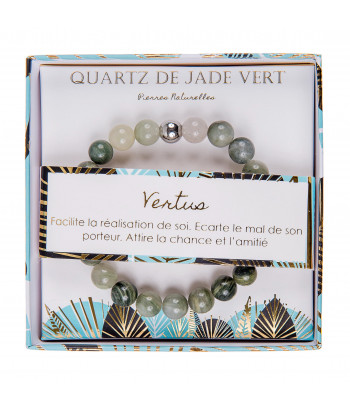 QUARTZ DE JADE VERT
Pierres Naturelles
Vertus
Facilite la réalisation de soi. Ecarte le mal de son
porteur. Attire la chance et l'amitié